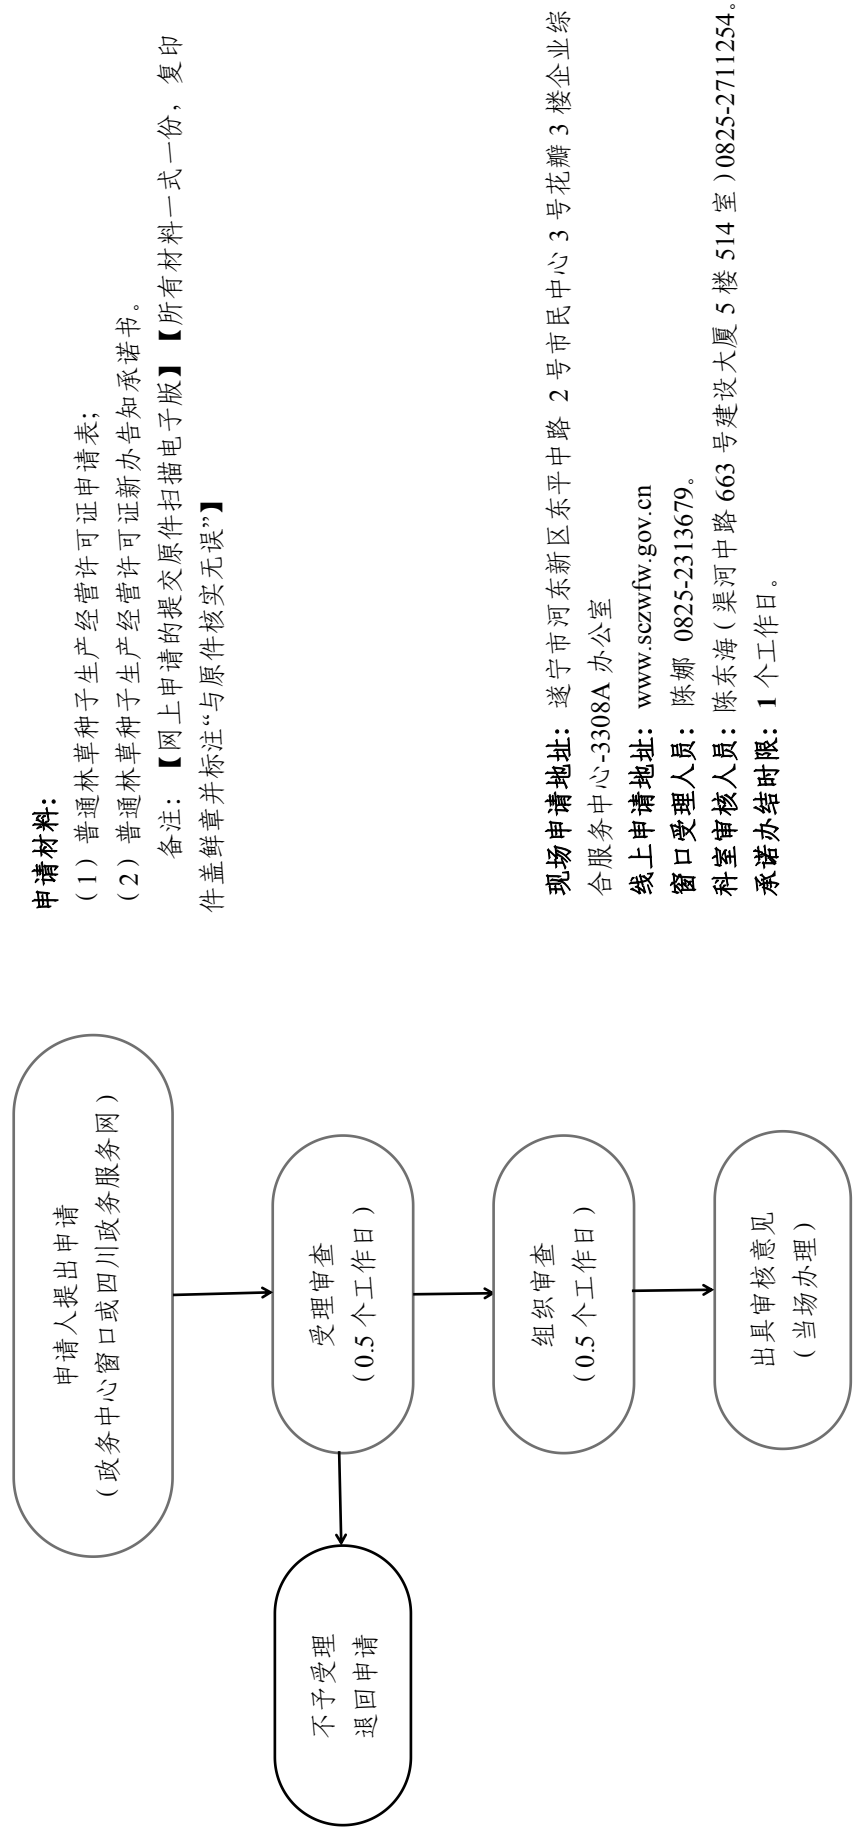 申请人提出申请
（政务中心窗口或四川政务服务网）
不予受理
退回申请
受理审查
（0.5 个工作日）
组织审查
（0.5 个工作日）
出具审核意见
（当场办理）
申请材料：
（1）普通林草种子生产经营许可证申请表；
（2）普通林草种子生产经营许可证新办告知承诺书。
备注：【网上申请的提交原件扫描电子版】【所有材料一式一份，复印
件盖鲜章并标注“与原件核实无误”】
现场申请地址：遂宁市河东新区东平中路 2 号市民中心 3 号花瓣 3 楼企业综
合服务中心-3308A 办公室
线上申请地址：www.sczwfw.gov.cn
窗口受理人员：陈娜 0825-2313679。
科室审核人员：陈东海（渠河中路 663 号建设大厦 5 楼 514 室）0825-2711254。
承诺办结时限：1 个工作日。